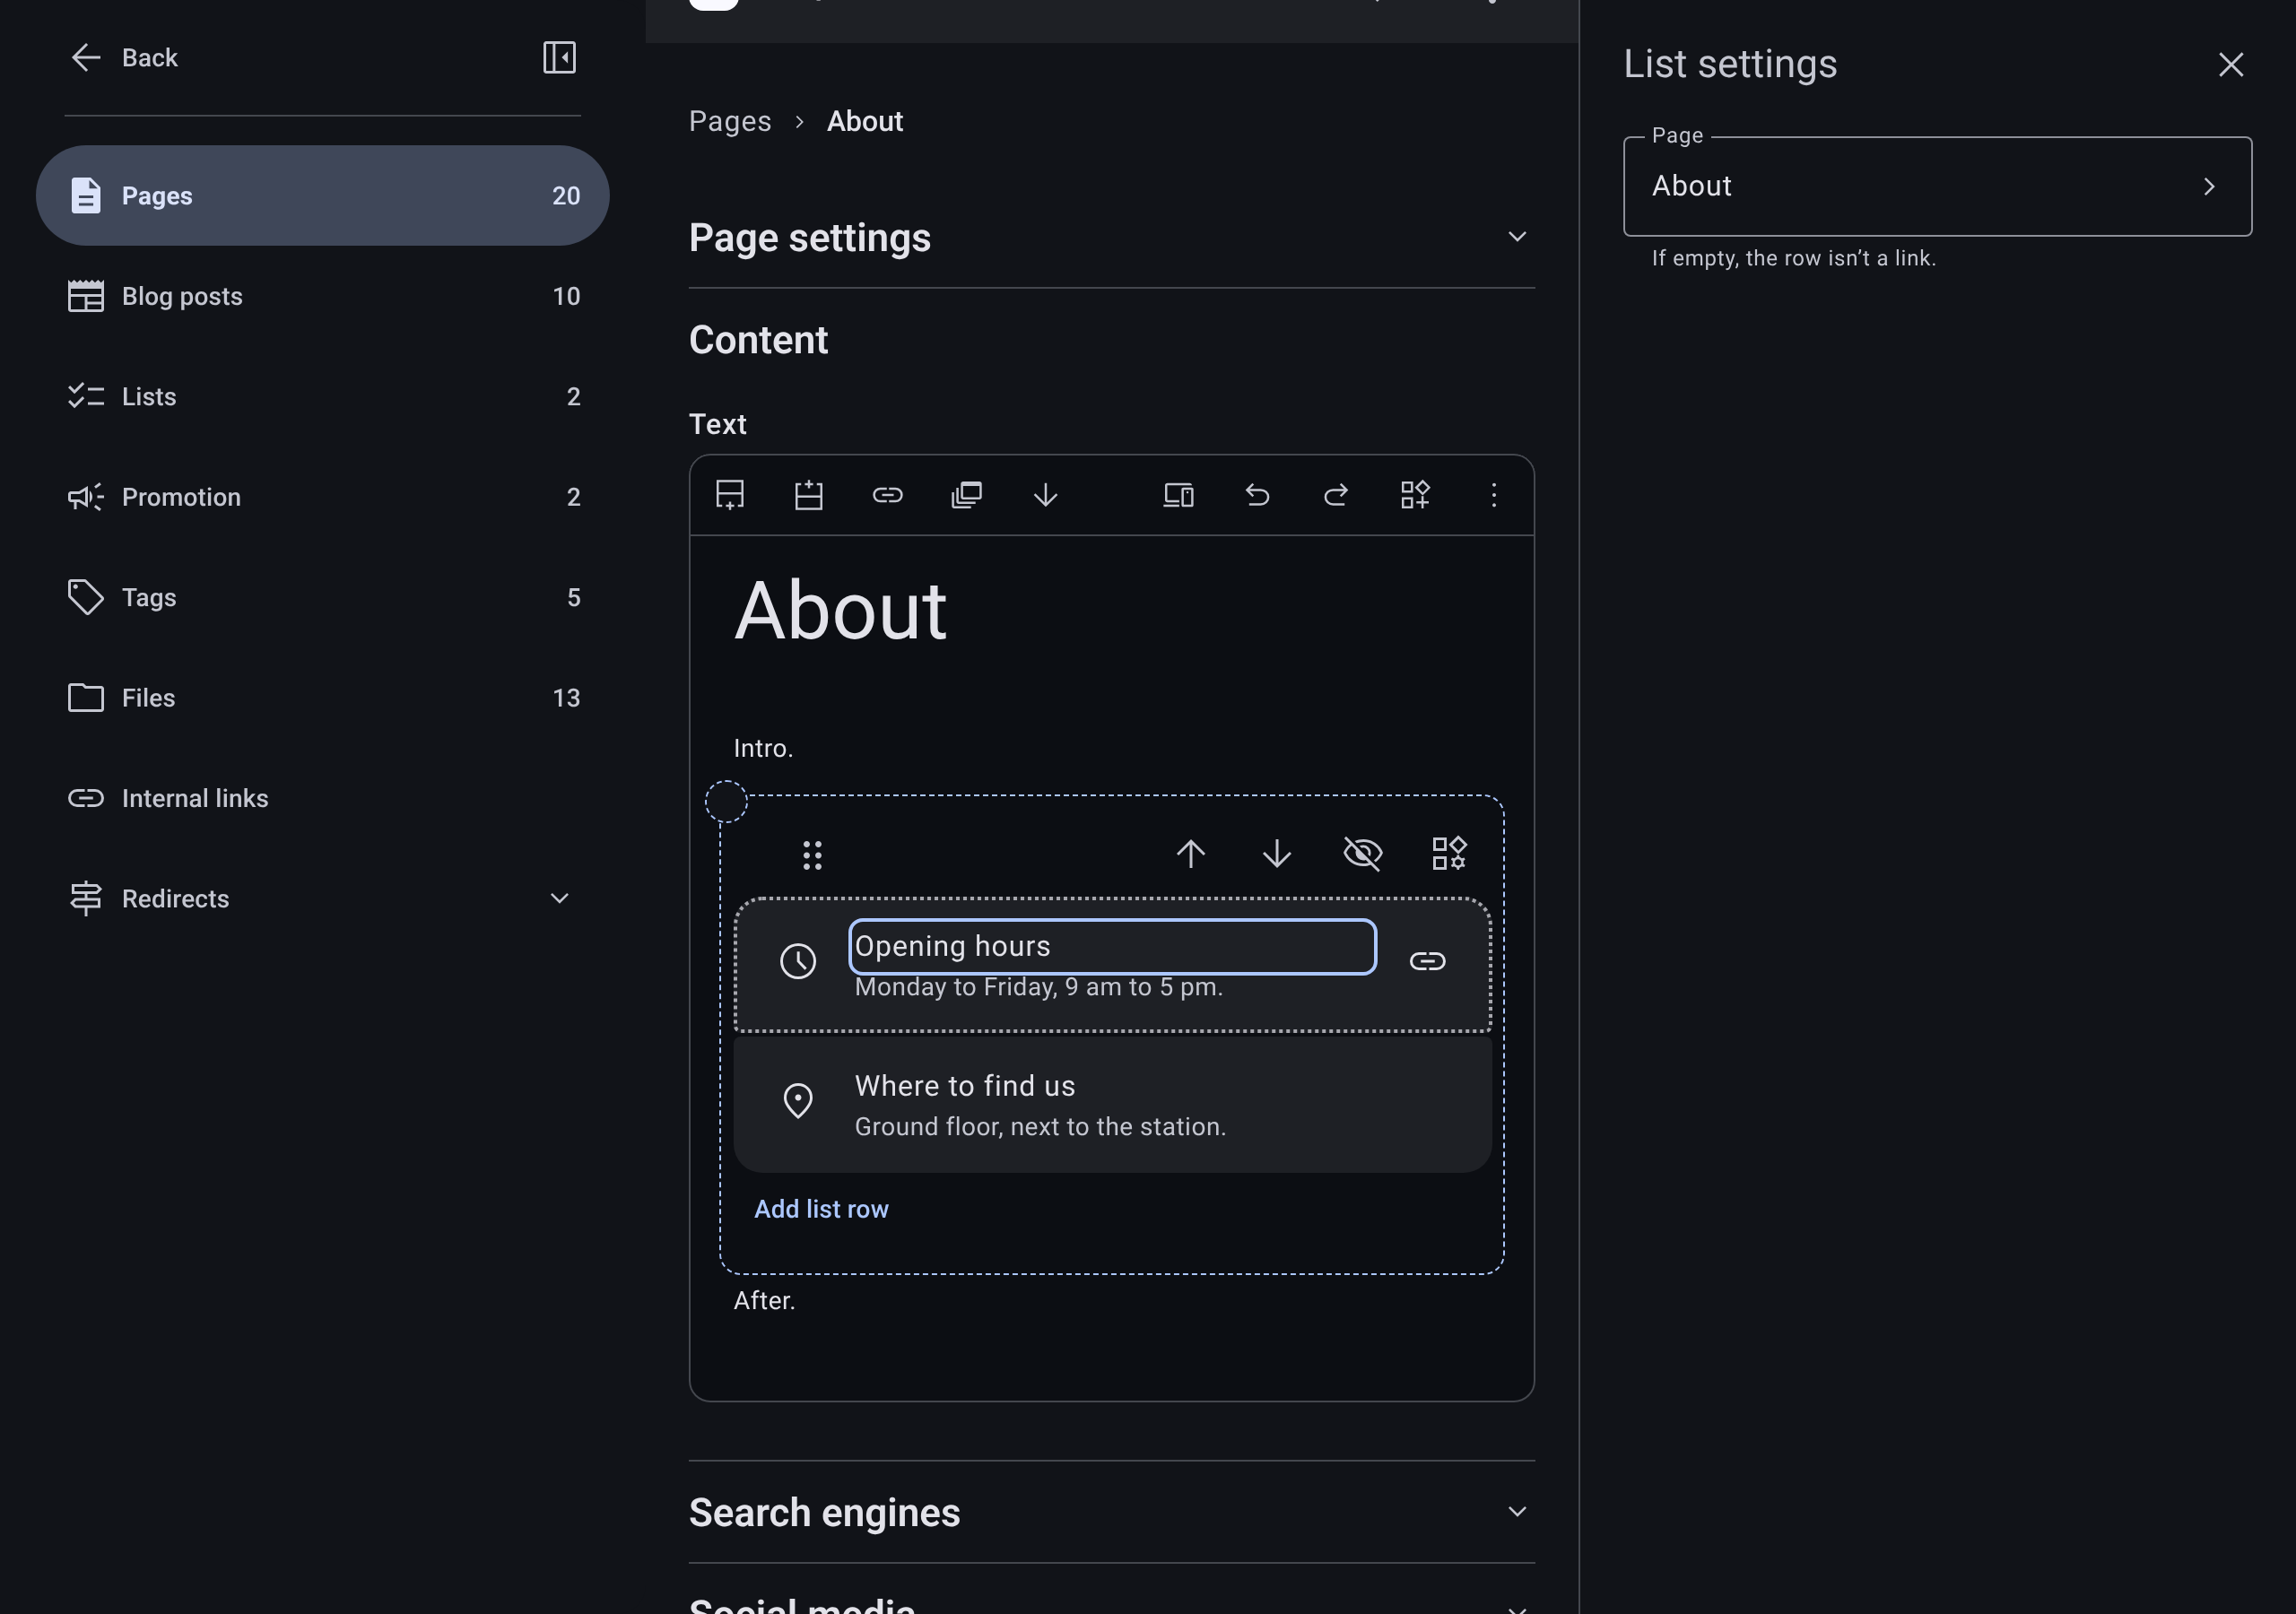 Back
Pages 20
Blog posts 10
Lists 2
Promotion 2
Tags 5
Files 13
Internal links
Redirects
Pages › About
Page settings
Content
Text
About
Intro.
Opening hours
Monday to Friday, 9 am to 5 pm.
Where to find us
Ground floor, next to the station.
Add list row
After.
Search engines
Social media
List settings
Page
About
If empty, the row isn’t a link.